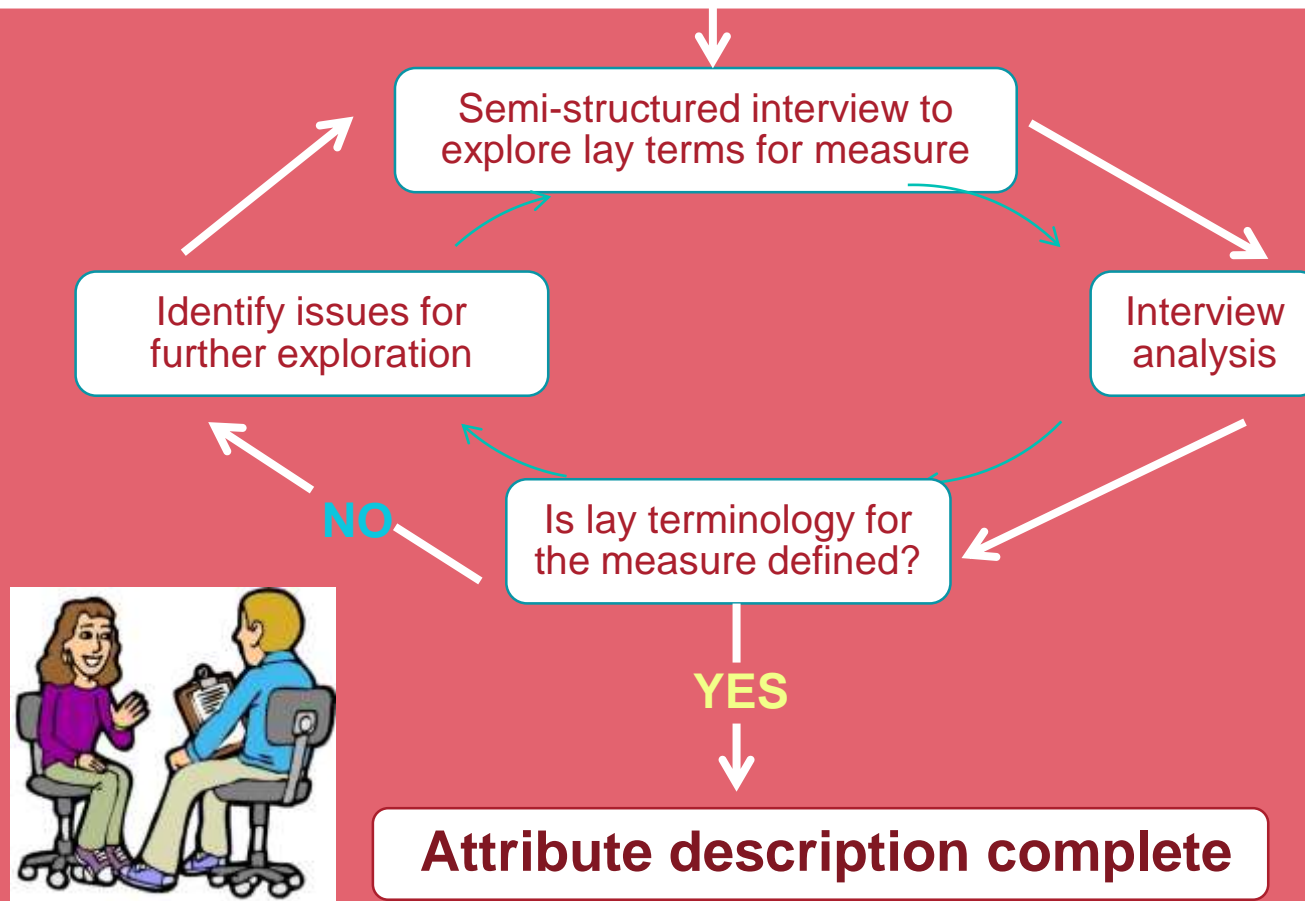 Semi-structured interview to
explore lay terms for measure
Identify issues for
further exploration
Interview
analysis
Is lay terminology for
the measure defined?
NO
YES
Attribute description complete